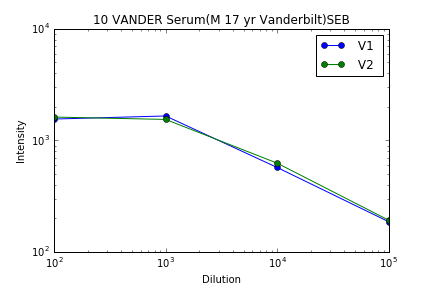 10 VANDER Serum(M 17 yr Vanderbilt)SEB
V1
V2
Intensity
10^4
10^3
10^2
10^2 10^3 10^4 10^5
Dilution